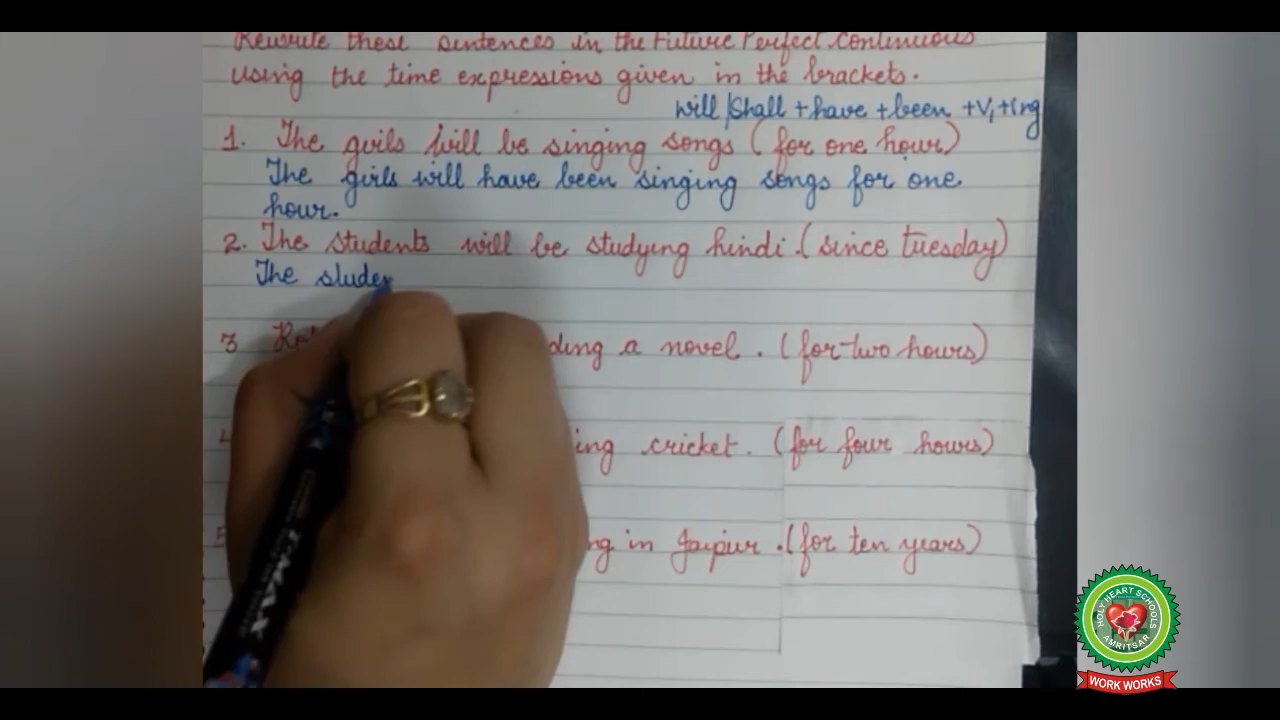 Rewrite these sentences in the Future Perfect Continuous
using the time expressions given in the brackets.
will/Shall + have + been + V1 + ing
1. The girls will be singing songs (for one hour)
The girls will have been singing songs for one
hour.
2. The students will be studying hindi. (since tuesday)
The stude
3 ding a novel. (for two hours)
ing cricket. (for four hours)
ng in Jaipur. (for ten years)
HOLY HEART SCHOOLS
AMRITSAR
WORK WORKS